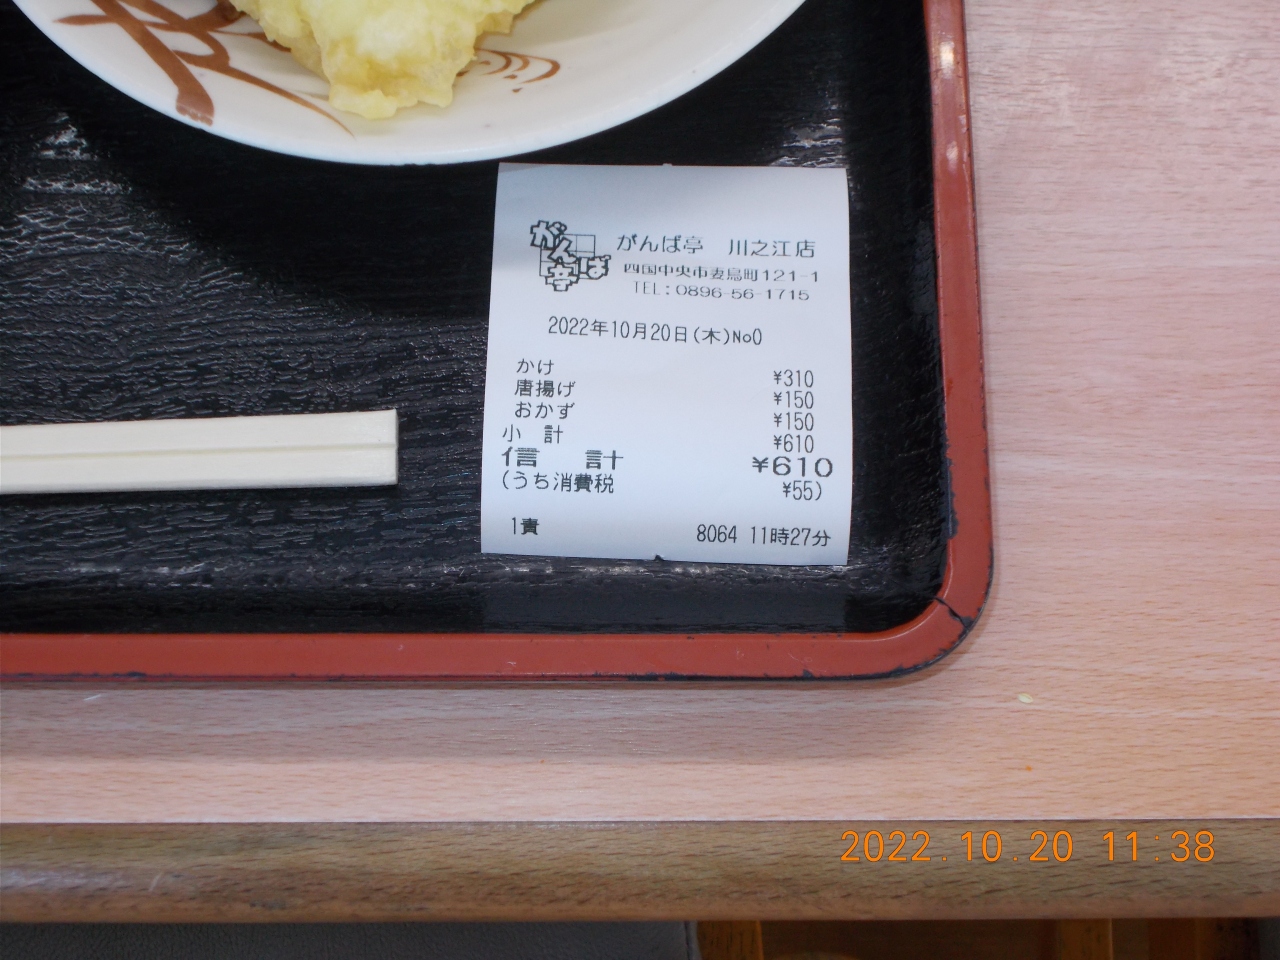 がんば亭
がんば亭 川之江店
四国中央市妻鳥町121-1
TEL:0896-56-1715
2022年10月20日(木)No0
かけ ¥310
唐揚げ ¥150
おかず ¥150
小 計 ¥610
信 計 ¥610
(うち消費税 ¥55)
1責 8064 11時27分
2022.10.20 11:38